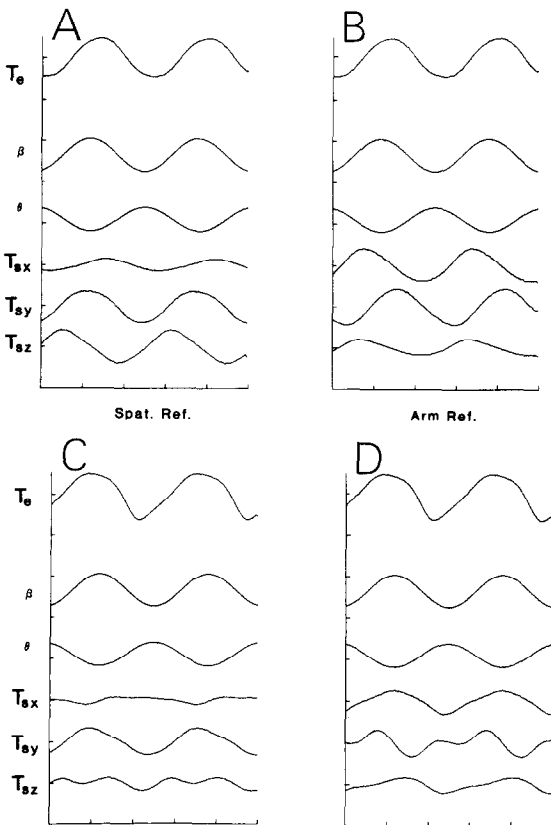 A
B
Te
β
θ
Tsx
Tsy
Tsz
Spat. Ref.
Arm Ref.
C
D
Te
β
θ
Tsx
Tsy
Tsz